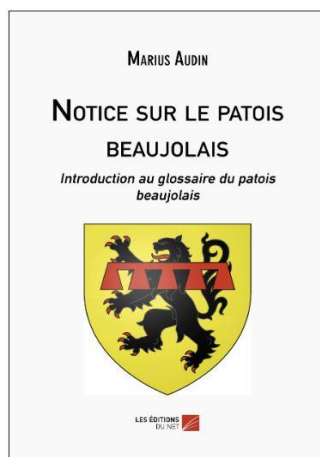 MARIUS AUDIN
NOTICE SUR LE PATOIS
BEAUJOLAIS
Introduction au glossaire du patois
beaujolais
LES ÉDITIONS
DU NET